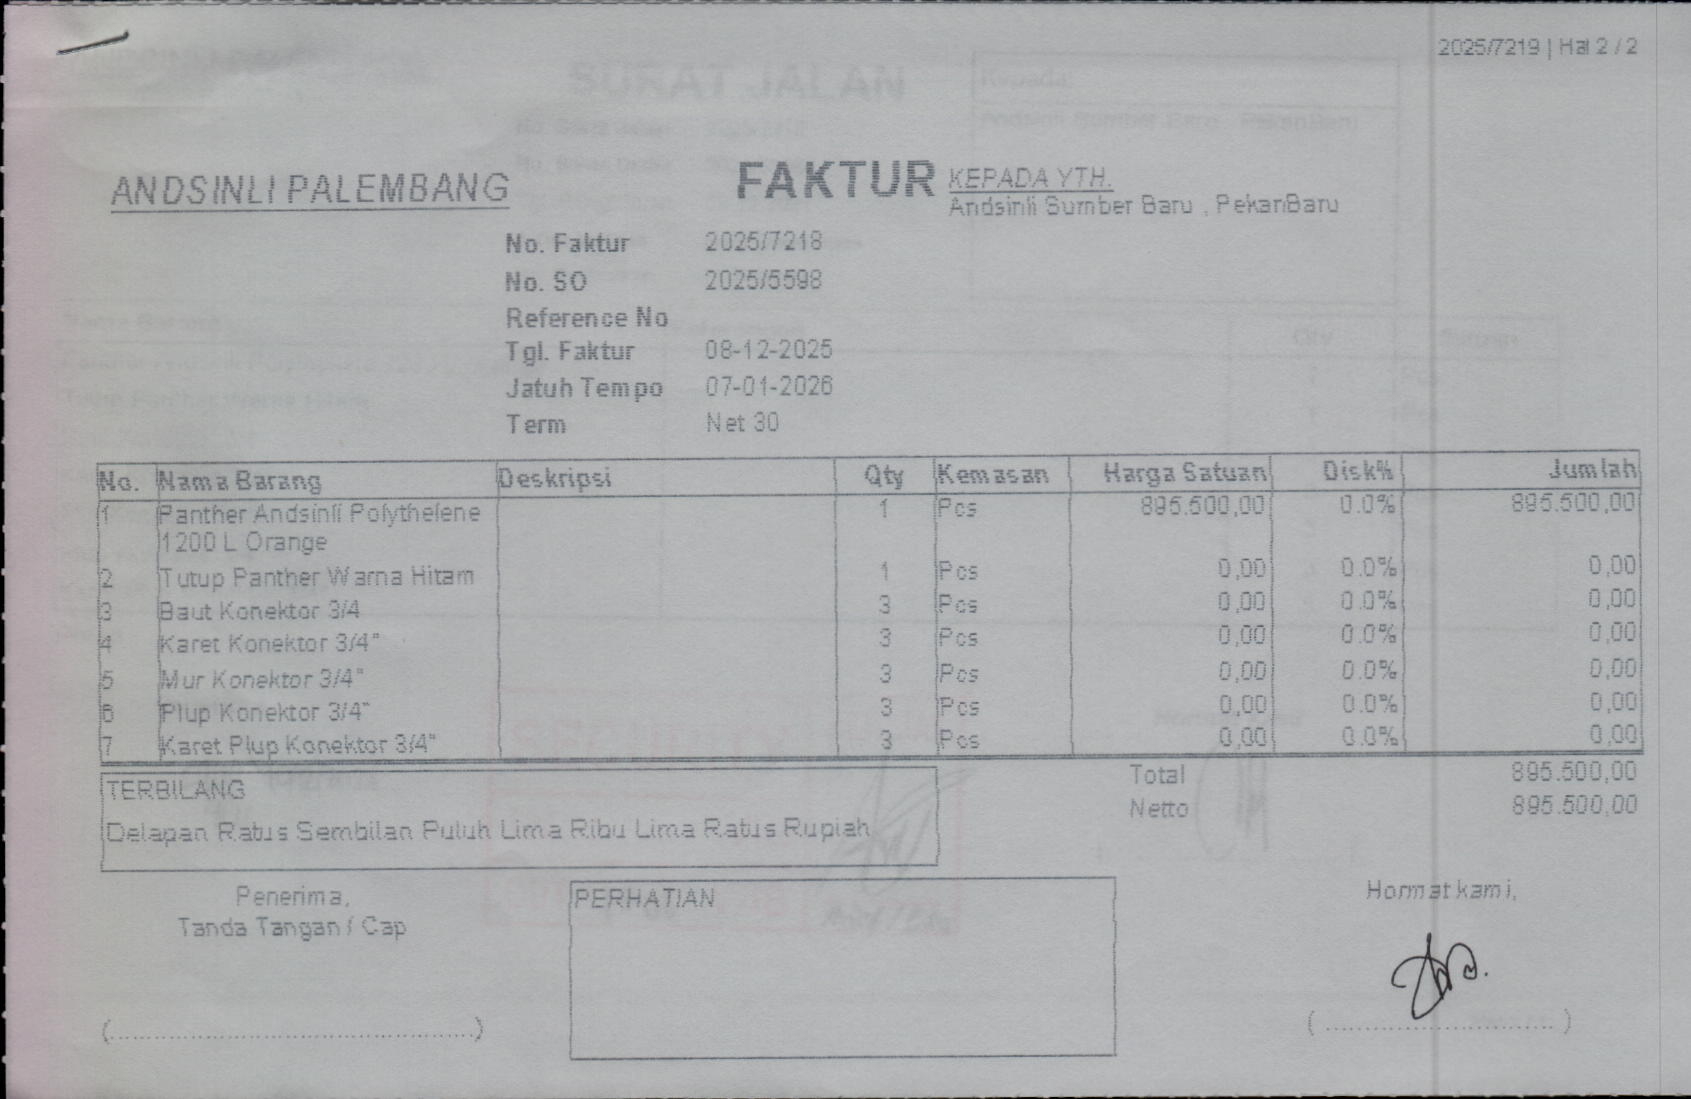 2025/7219 | Hal 2 / 2
ANDSINLI PALEMBANG
FAKTUR
KEPADA YTH.
Andsinli Sumber Baru , PekanBaru
No. Faktur 2025/7218
No. SO 2025/5598
Reference No
Tgl. Faktur 08-12-2025
Jatuh Tempo 07-01-2026
Term Net 30
No. Nama Barang Deskripsi Qty Kemasan Harga Satuan Disk% Jumlah
1 Panther Andsinli Polythelene 1 Pcs 895.500,00 0.0% 895.500,00
1200 L Orange
2 Tutup Panther Warna Hitam 1 Pcs 0,00 0.0% 0,00
3 Baut Konektor 3/4 3 Pcs 0,00 0.0% 0,00
4 Karet Konektor 3/4" 3 Pcs 0,00 0.0% 0,00
5 Mur Konektor 3/4" 3 Pcs 0,00 0.0% 0,00
6 Plup Konektor 3/4" 3 Pcs 0,00 0.0% 0,00
7 Karet Plup Konektor 3/4" 3 Pcs 0,00 0.0% 0,00
TERBILANG
Delapan Ratus Sembilan Puluh Lima Ribu Lima Ratus Rupiah
Total 895.500,00
Netto 895.500,00
Penerima,
Tanda Tangan / Cap
PERHATIAN
Hormat kami,
(................................................)
(..............................)
SURAT JALAN
Kepada:
Andsinli Sumber Baru , PekanBaru
Qty